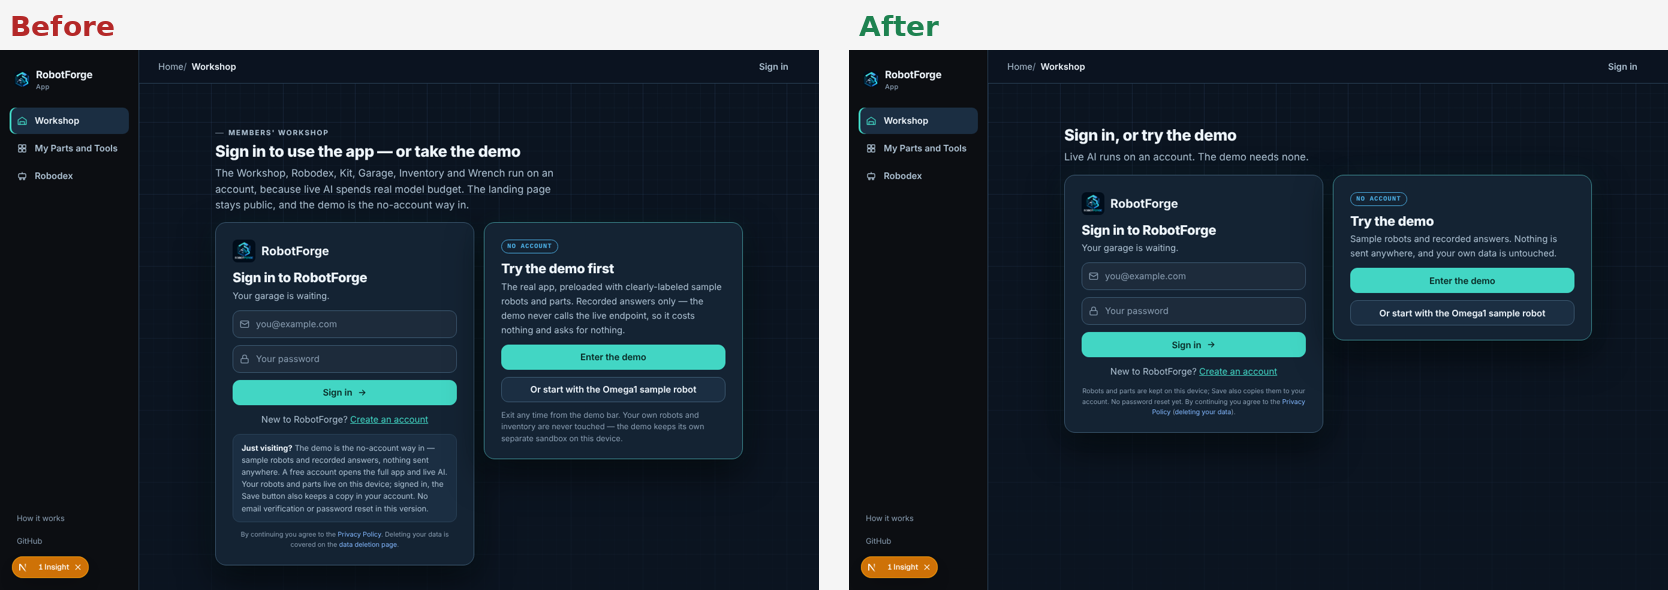 Before
RobotForge
App
Workshop
My Parts and Tools
Robodex
How it works
GitHub
1 Insight
Home/ Workshop
Sign in
— MEMBERS' WORKSHOP
Sign in to use the app — or take the demo
The Workshop, Robodex, Kit, Garage, Inventory and Wrench run on an
account, because live AI spends real model budget. The landing page
stays public, and the demo is the no-account way in.
RobotForge
Sign in to RobotForge
Your garage is waiting.
you@example.com
Your password
Sign in →
New to RobotForge? Create an account
Just visiting? The demo is the no-account way in —
sample robots and recorded answers, nothing sent
anywhere. A free account opens the full app and live AI.
Your robots and parts live on this device; signed in, the
Save button also keeps a copy in your account. No
email verification or password reset in this version.
By continuing you agree to the Privacy Policy. Deleting your data is
covered on the data deletion page.
NO ACCOUNT
Try the demo first
The real app, preloaded with clearly-labeled sample
robots and parts. Recorded answers only — the
demo never calls the live endpoint, so it costs
nothing and asks for nothing.
Enter the demo
Or start with the Omega1 sample robot
Exit any time from the demo bar. Your own robots and
inventory are never touched — the demo keeps its own
separate sandbox on this device.
After
RobotForge
App
Workshop
My Parts and Tools
Robodex
How it works
GitHub
1 Insight
Home/ Workshop
Sign in
Sign in, or try the demo
Live AI runs on an account. The demo needs none.
RobotForge
Sign in to RobotForge
Your garage is waiting.
you@example.com
Your password
Sign in →
New to RobotForge? Create an account
Robots and parts are kept on this device; Save also copies them to your
account. No password reset yet. By continuing you agree to the Privacy
Policy (deleting your data).
NO ACCOUNT
Try the demo
Sample robots and recorded answers. Nothing is
sent anywhere, and your own data is untouched.
Enter the demo
Or start with the Omega1 sample robot